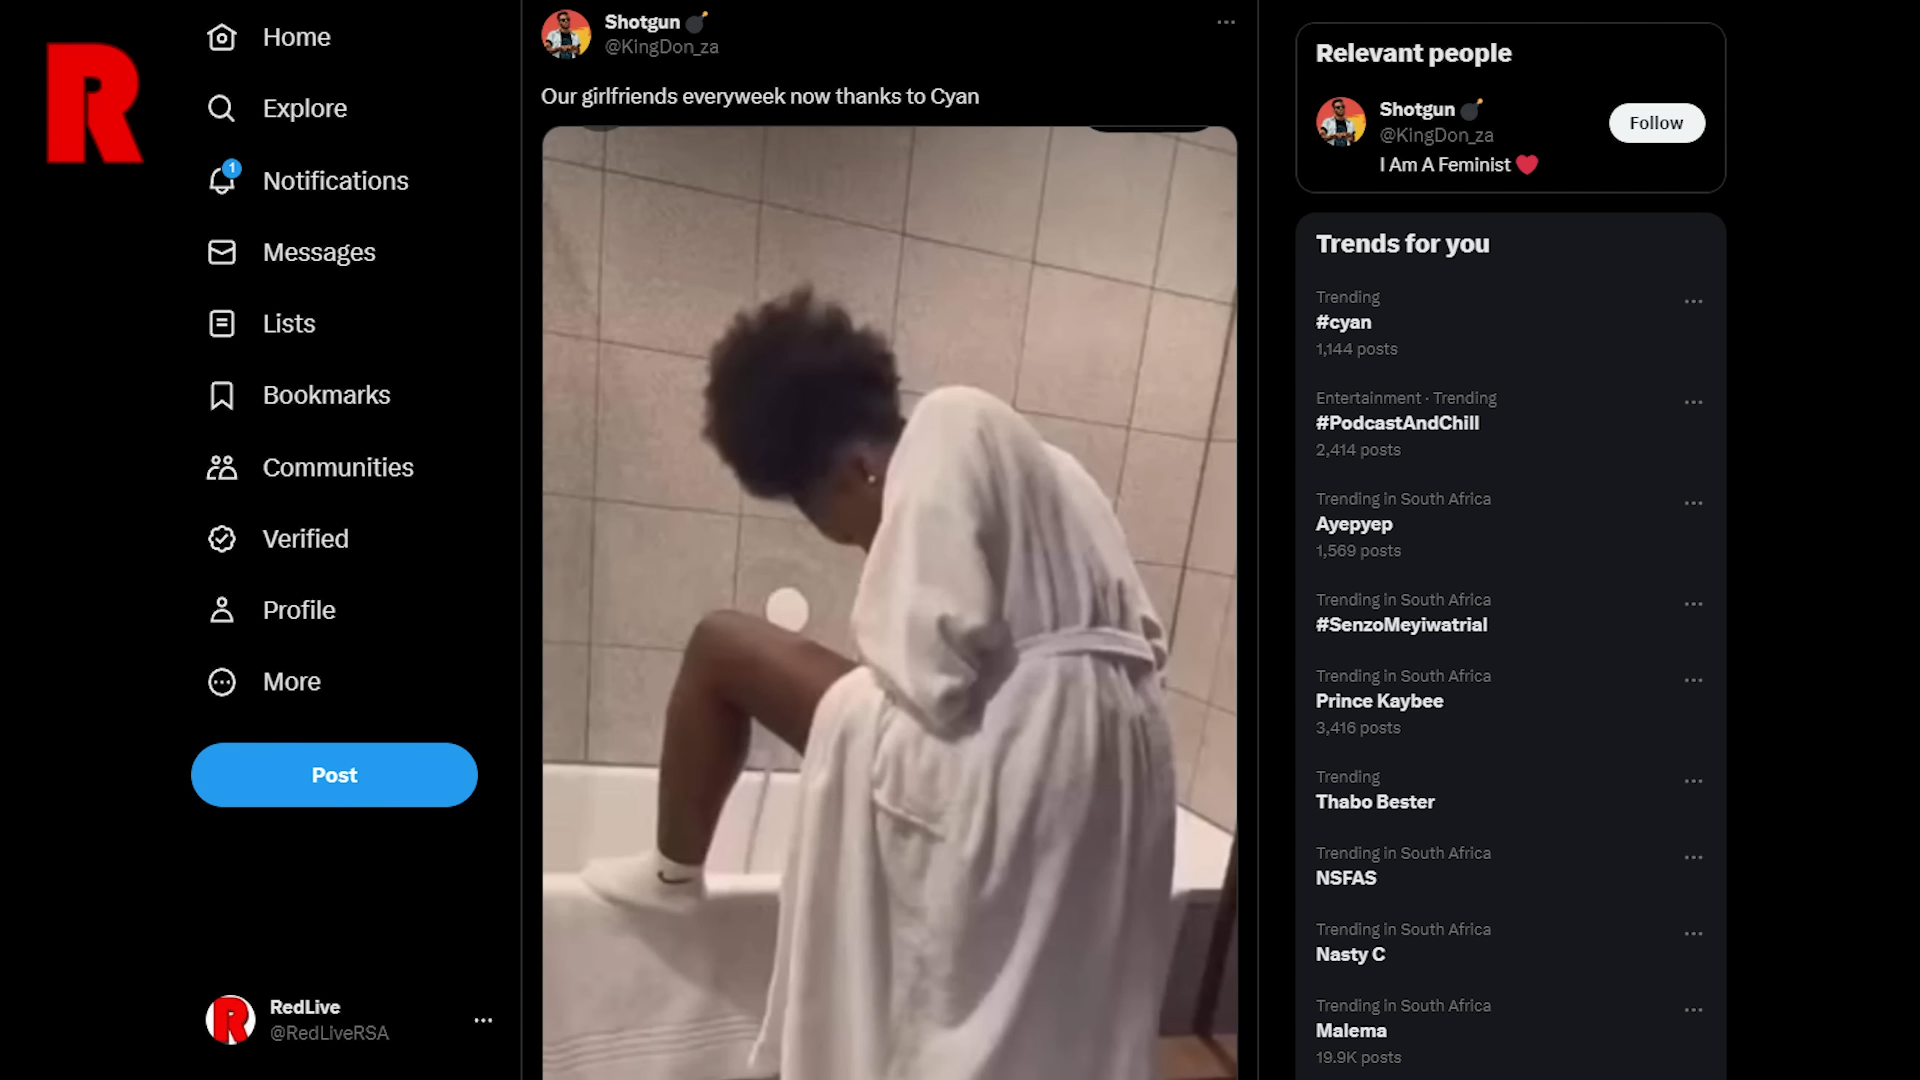 R
Home
Explore
1
Notifications
Messages
Lists
Bookmarks
Communities
Verified
Profile
More
Post
R
RedLive
@RedLiveRSA
Shotgun 💣
@KingDon_za
Our girlfriends everyweek now thanks to Cyan
Relevant people
Shotgun 💣
@KingDon_za
Follow
I Am A Feminist ❤️
Trends for you
Trending
#cyan
1,144 posts
Entertainment · Trending
#PodcastAndChill
2,414 posts
Trending in South Africa
Ayepyep
1,569 posts
Trending in South Africa
#SenzoMeyiwatrial
Trending in South Africa
Prince Kaybee
3,416 posts
Trending
Thabo Bester
Trending in South Africa
NSFAS
Trending in South Africa
Nasty C
Trending in South Africa
Malema
19.9K posts